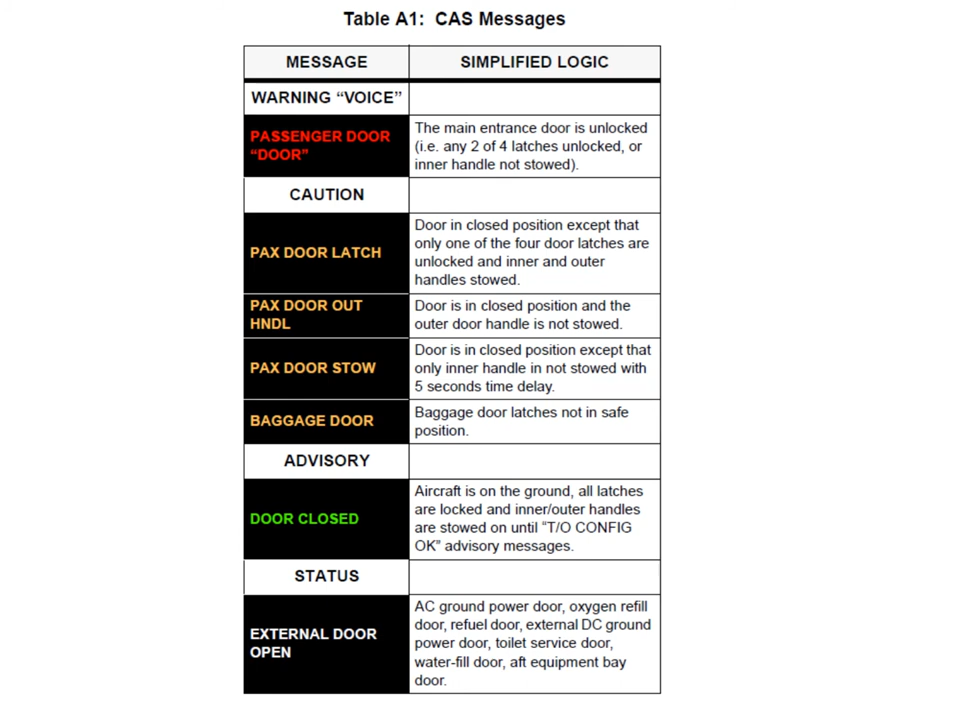 Table A1: CAS Messages
MESSAGE
SIMPLIFIED LOGIC
WARNING “VOICE”
PASSENGER DOOR
“DOOR”
The main entrance door is unlocked
(i.e. any 2 of 4 latches unlocked, or
inner handle not stowed).
CAUTION
PAX DOOR LATCH
Door in closed position except that
only one of the four door latches are
unlocked and inner and outer
handles stowed.
PAX DOOR OUT
HNDL
Door is in closed position and the
outer door handle is not stowed.
PAX DOOR STOW
Door is in closed position except that
only inner handle in not stowed with
5 seconds time delay.
BAGGAGE DOOR
Baggage door latches not in safe
position.
ADVISORY
DOOR CLOSED
Aircraft is on the ground, all latches
are locked and inner/outer handles
are stowed on until “T/O CONFIG
OK” advisory messages.
STATUS
EXTERNAL DOOR
OPEN
AC ground power door, oxygen refill
door, refuel door, external DC ground
power door, toilet service door,
water-fill door, aft equipment bay
door.